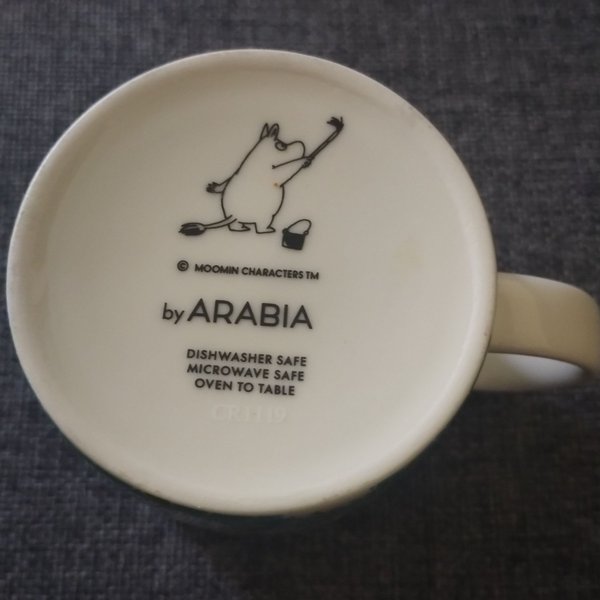 © MOOMIN CHARACTERS TM
by ARABIA
DISHWASHER SAFE
MICROWAVE SAFE
OVEN TO TABLE